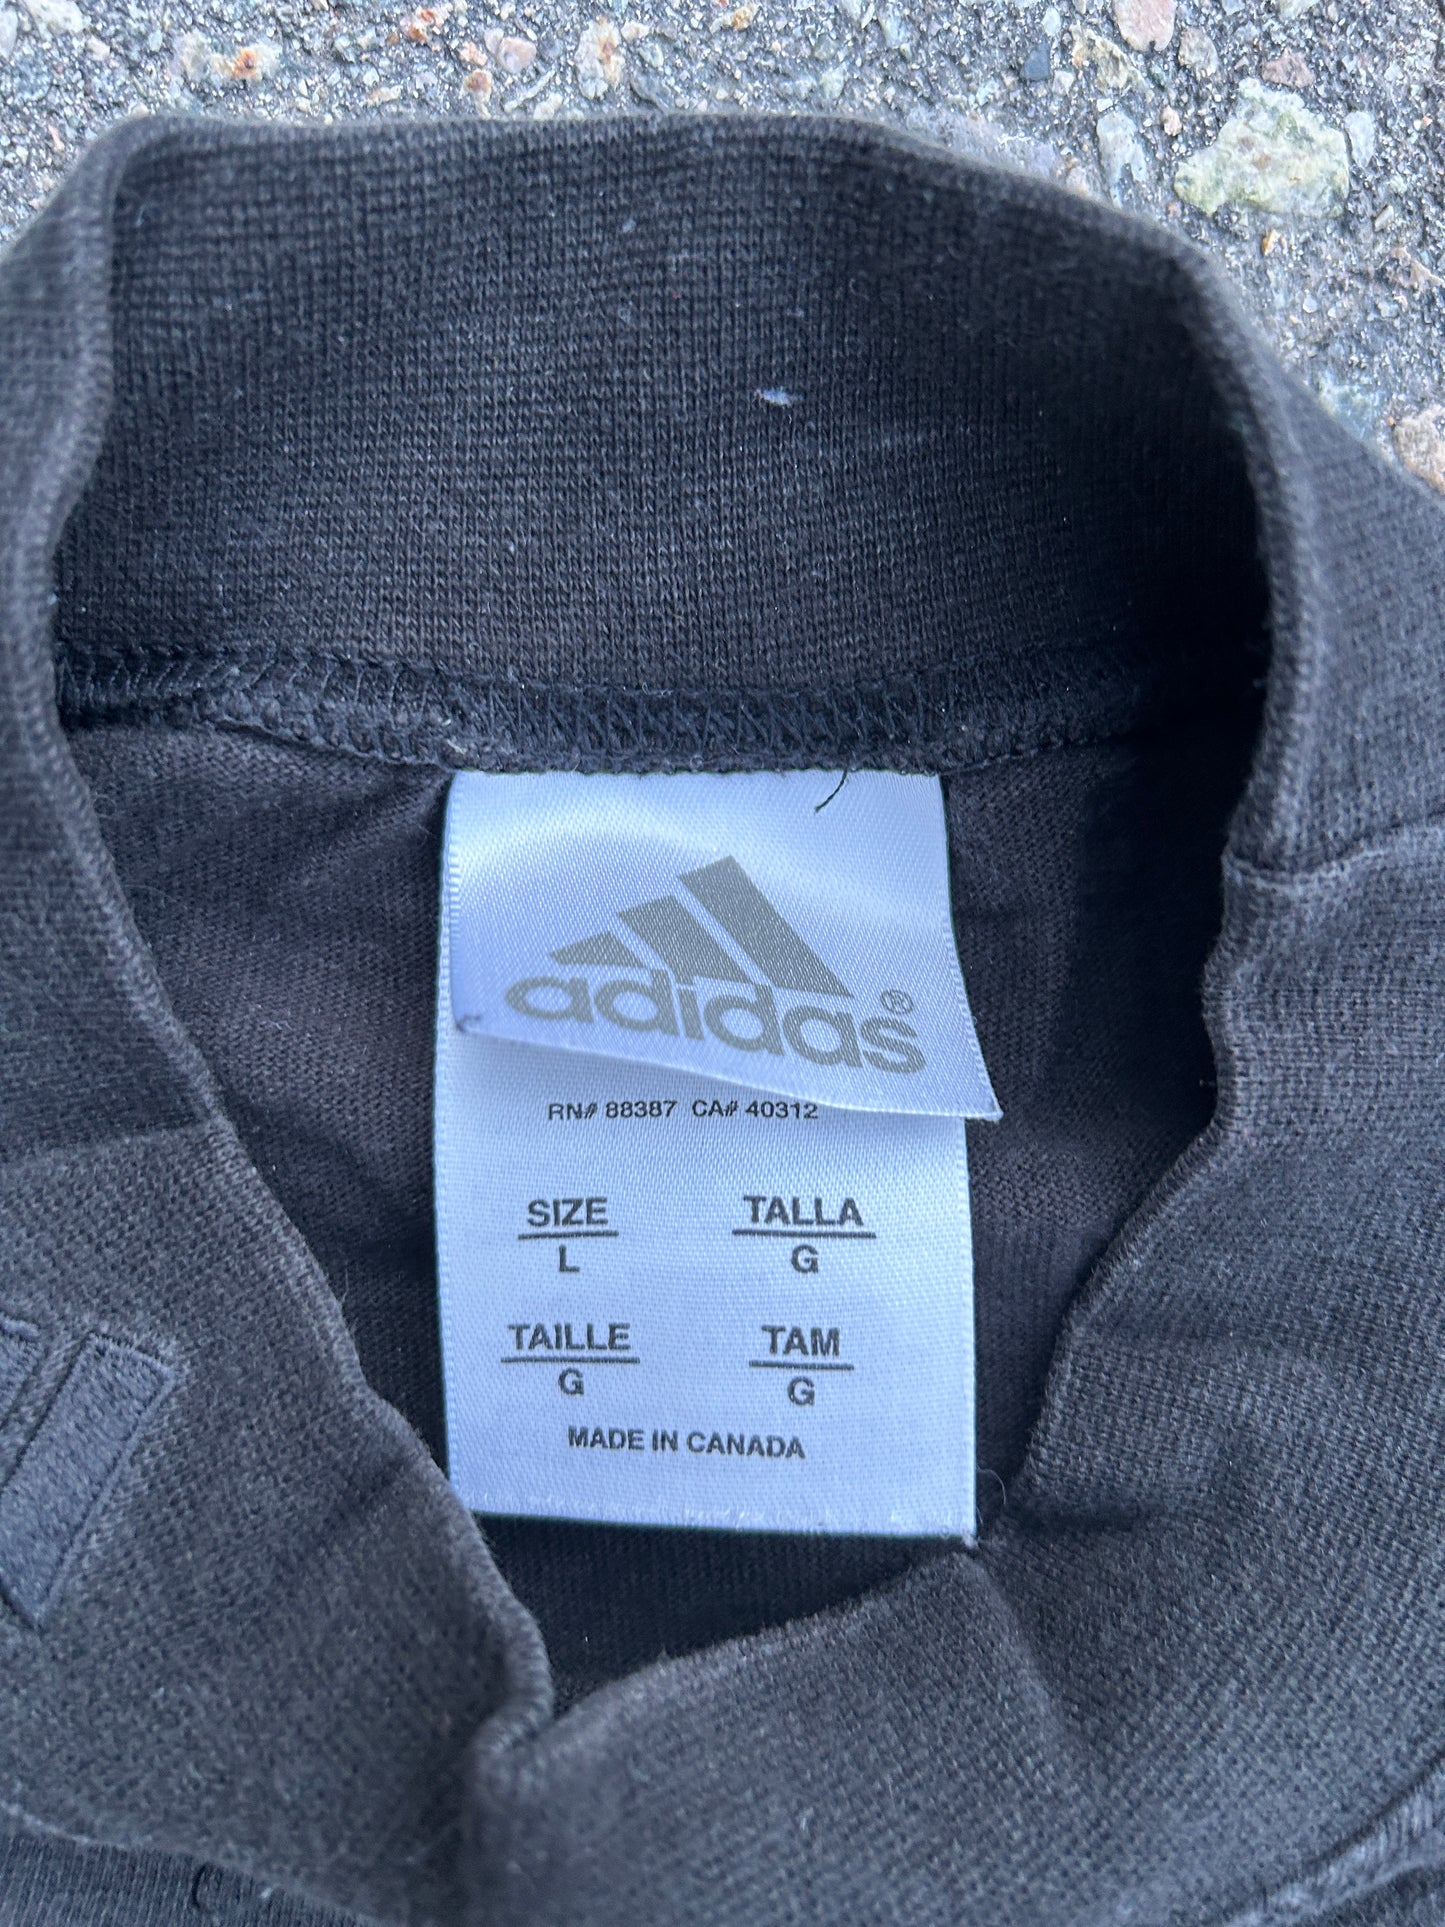 adidas®
RN# 88387 CA# 40312
SIZE TALLA
L G
TAILLE TAM
G G
MADE IN CANADA